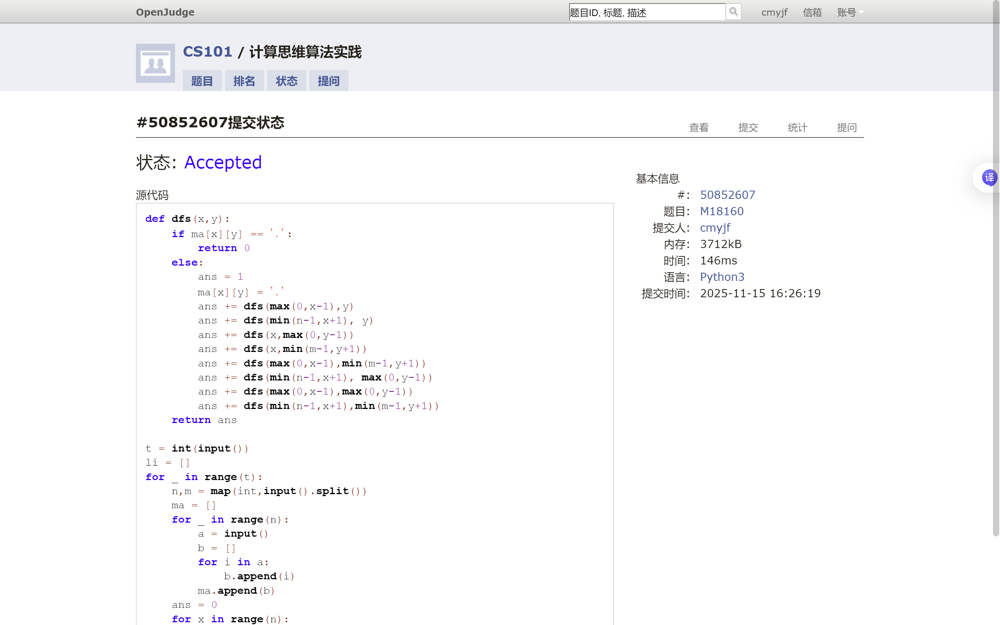 OpenJudge
题目ID, 标题, 描述
cmyjf 信箱 账号
CS101 / 计算思维算法实践
题目 排名 状态 提问
#50852607提交状态
查看 提交 统计 提问
状态: Accepted
源代码
def dfs(x,y):
    if ma[x][y] == '.':
        return 0
    else:
        ans = 1
        ma[x][y] = '.'
        ans += dfs(max(0,x-1),y)
        ans += dfs(min(n-1,x+1), y)
        ans += dfs(x,max(0,y-1))
        ans += dfs(x,min(m-1,y+1))
        ans += dfs(max(0,x-1),min(m-1,y+1))
        ans += dfs(min(n-1,x+1), max(0,y-1))
        ans += dfs(max(0,x-1),max(0,y-1))
        ans += dfs(min(n-1,x+1),min(m-1,y+1))
    return ans
t = int(input())
li = []
for _ in range(t):
    n,m = map(int,input().split())
    ma = []
    for _ in range(n):
        a = input()
        b = []
        for i in a:
            b.append(i)
        ma.append(b)
    ans = 0
    for x in range(n):
基本信息
#: 50852607
题目: M18160
提交人: cmyjf
内存: 3712kB
时间: 146ms
语言: Python3
提交时间: 2025-11-15 16:26:19
译